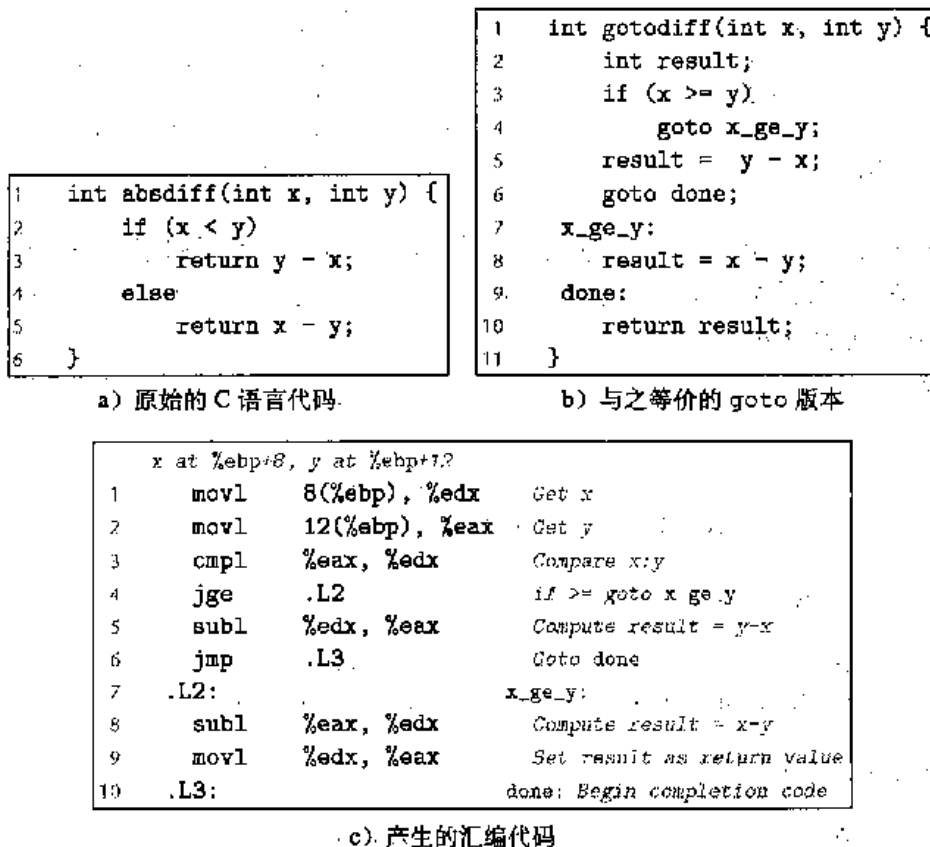 1 int absdiff(int x, int y) {
2 if (x < y)
3 return y - x;
4 else
5 return x - y;
6 }
a) 原始的 C 语言代码
1 int gotodiff(int x, int y) {
2 int result;
3 if (x >= y)
4 goto x_ge_y;
5 result = y - x;
6 goto done;
7 x_ge_y:
8 result = x - y;
9 done:
10 return result;
11 }
b) 与之等价的 goto 版本
x at %ebp+8, y at %ebp+12
1 movl 8(%ebp), %edx Get x
2 movl 12(%ebp), %eax Get y
3 cmpl %eax, %edx Compare x:y
4 jge .L2 if >= goto x_ge_y
5 subl %edx, %eax Compute result = y-x
6 jmp .L3 Goto done
7 .L2: x_ge_y:
8 subl %eax, %edx Compute result = x-y
9 movl %edx, %eax Set result as return value
10 .L3: done: Begin completion code
c) 产生的汇编代码